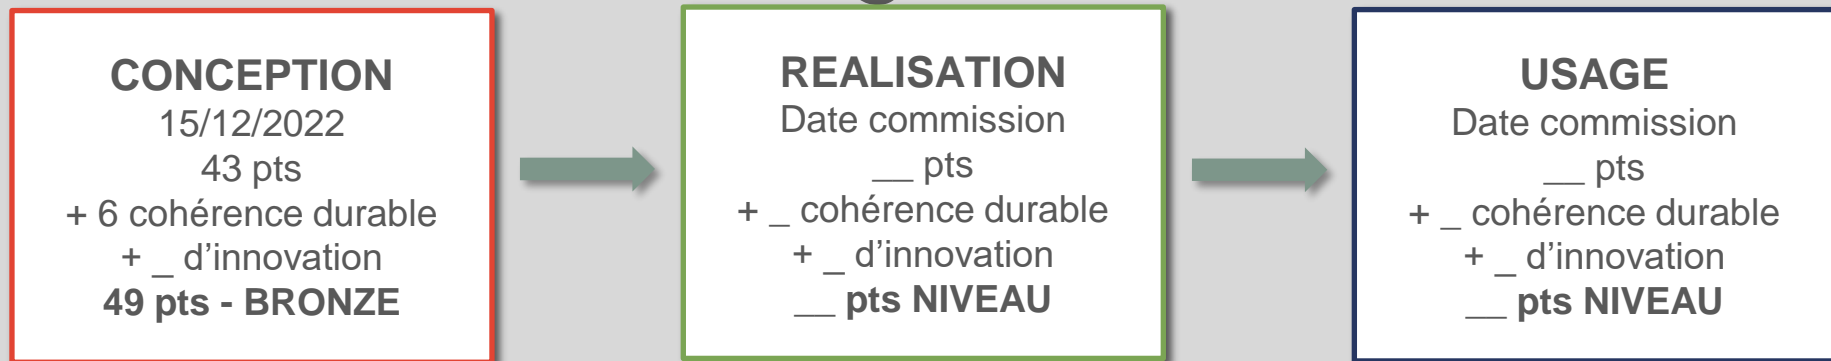 CONCEPTION
15/12/2022
43 pts
+ 6 cohérence durable
+ _ d’innovation
49 pts - BRONZE
REALISATION
Date commission
__ pts
+ _ cohérence durable
+ _ d’innovation
__ pts NIVEAU
USAGE
Date commission
__ pts
+ _ cohérence durable
+ _ d’innovation
__ pts NIVEAU